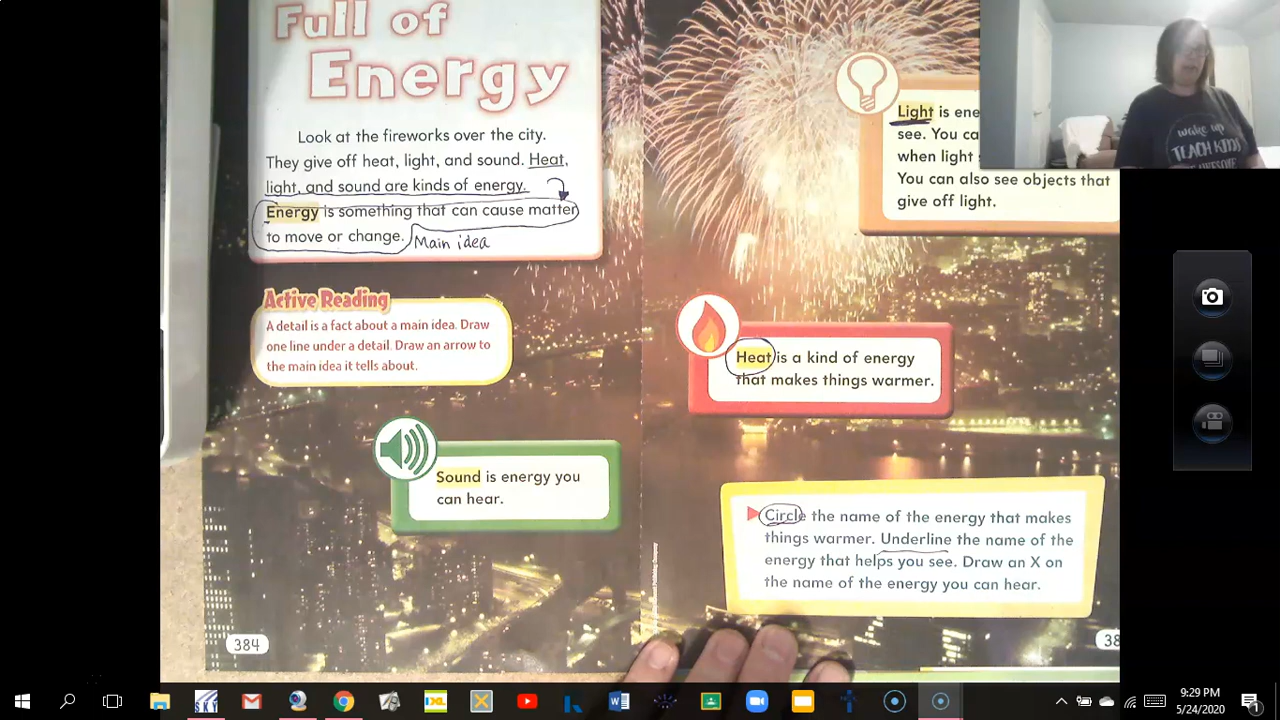 Full of
Energy
Look at the fireworks over the city.
They give off heat, light, and sound. Heat,
light, and sound are kinds of energy.
Energy is something that can cause matter
to move or change.
Main idea
Active Reading
A detail is a fact about a main idea. Draw
one line under a detail. Draw an arrow to
the main idea it tells about.
Sound is energy you
can hear.
384
Light is
see. You
when light
You can also see objects that
give off light.
Heat is a kind of energy
that makes things warmer.
Circle the name of the energy that makes
things warmer. Underline the name of the
energy that helps you see. Draw an X on
the name of the energy you can hear.
wake up
TEACH KIDS
IXL
9:29 PM
5/24/2020